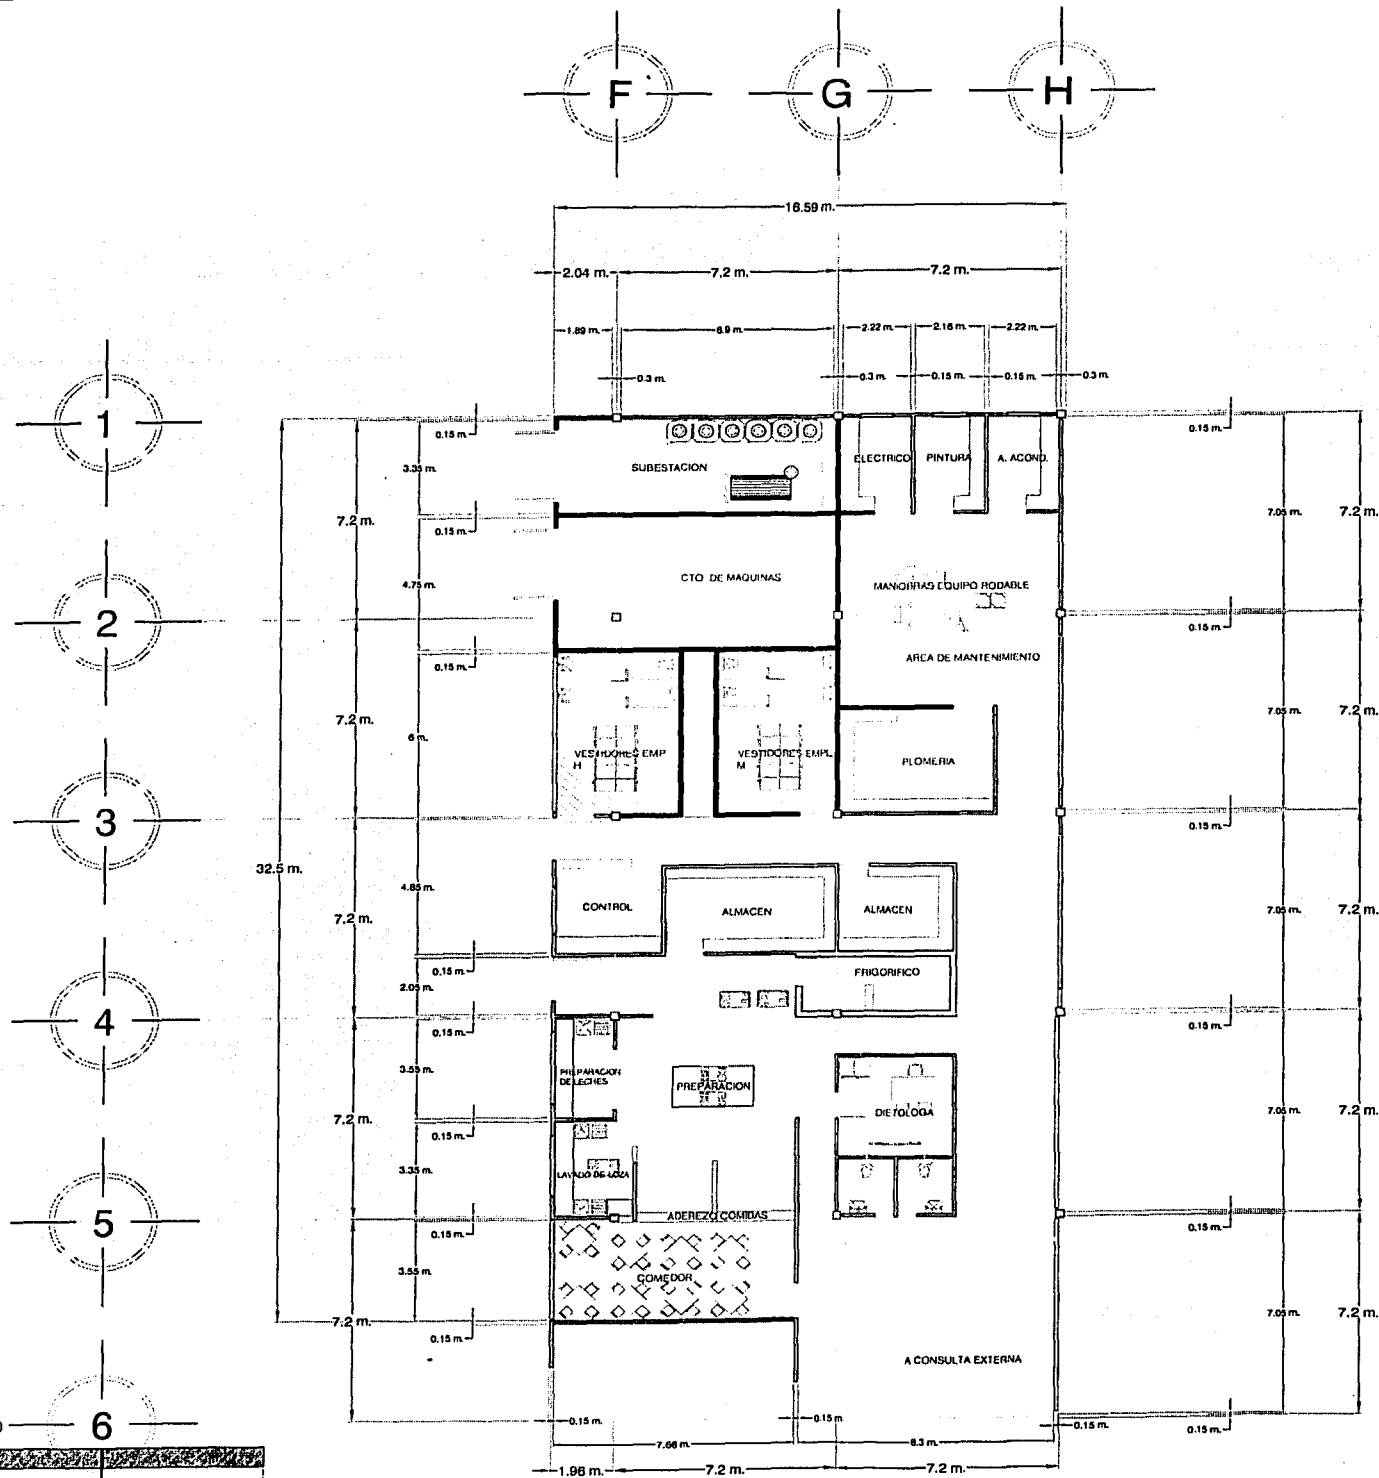 F G H
16.59 m.
2.04 m. 7.2 m. 7.2 m.
1.89 m. 6.9 m. 2.22 m. 2.16 m. 2.22 m.
0.3 m. 0.3 m. 0.15 m. 0.15 m. 0.3 m.
1
0.15 m. 0.15 m.
ELECTRICO PINTURA A. ACOND.
SUBESTACION
3.35 m.
7.2 m. 7.05 m. 7.2 m.
0.15 m.
CTO. DE MAQUINAS
4.75 m. MANIOBRAS EQUIPO RODABLE
2
0.15 m.
AREA DE MANTENIMIENTO
0.15 m.
7.2 m. 7.05 m. 7.2 m.
6 m.
VESTIDORES EMP
H
VESTIDORES EMPL
M
PLOMERIA
3
0.15 m.
32.5 m.
4.85 m.
CONTROL ALMACEN ALMACEN
7.2 m. 7.05 m. 7.2 m.
0.15 m. FRIGORIFICO
2.05 m.
4
0.15 m. 0.15 m.
3.55 m. PREPARACION
DE LECHES
PREPARACION
7.2 m. DIETOLOGA 7.05 m. 7.2 m.
0.15 m.
3.35 m. LAVADO DE LOZA
ADEREZO COMIDAS
5
0.15 m. 0.15 m.
3.55 m. COMEDOR
7.2 m. 7.05 m. 7.2 m.
0.15 m.
A CONSULTA EXTERNA
6
0.15 m. 0.15 m. 0.15 m. 0.15 m.
7.66 m. 8.3 m.
1.96 m. 7.2 m. 7.2 m.